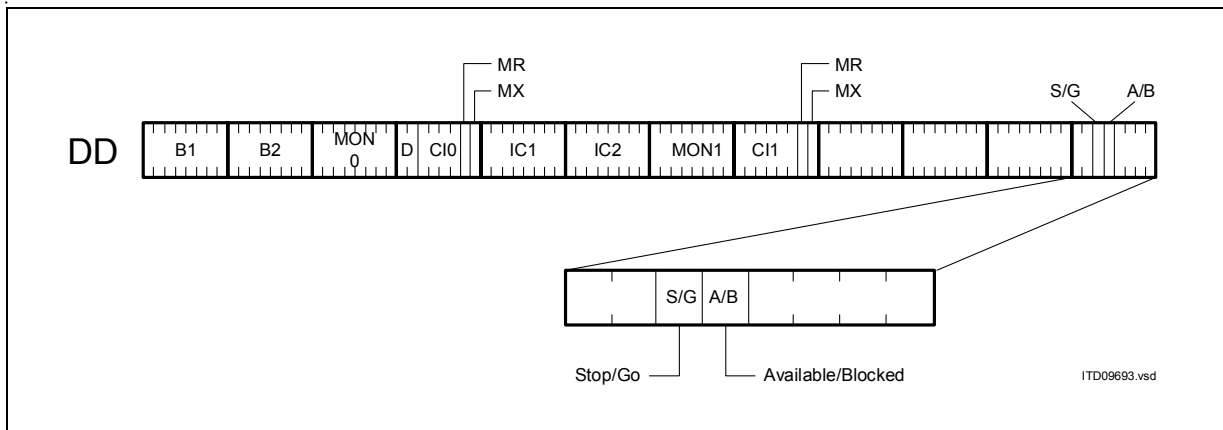 MR
MX
MR
MX
S/G
A/B
DD
B1
B2
MON
0
D
CI0
IC1
IC2
MON1
CI1
S/G
A/B
Stop/Go
Available/Blocked
ITD09693.vsd